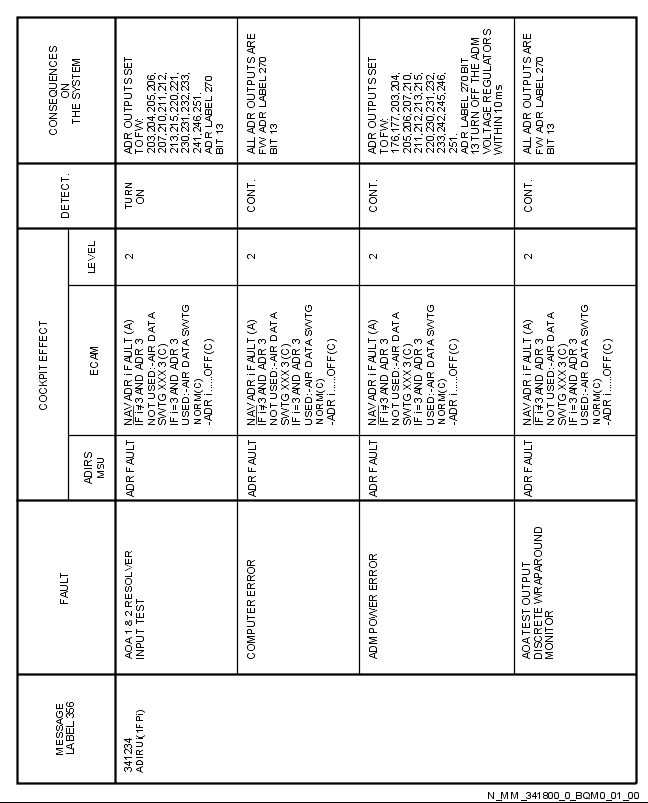 MESSAGE
LABEL 356
FAULT
COCKPIT EFFECT
ADIRS
MSU
ECAM
LEVEL
DETECT.
CONSEQUENCES
ON
THE SYSTEM
341234
ADIRU i(1FPi)
AOA 1 & 2 RESOLVER
INPUT TEST
ADR FAULT
NAV ADR i FAULT (A)
IF i≠3 AND ADR 3
NOT USED:-AIR DATA
SWTG XXX 3 (C)
IF i=3 AND ADR 3
USED:-AIR DATA SWTG
NORM(C)
-ADR i.....OFF(C)
2
TURN
ON
ADR OUTPUTS SET
TO FW:
203,204,205,206,
207,210,211,212,
213,215,220,221,
230,231,232,233,
241,246,251.
ADR LABEL 270
BIT 13
COMPUTER ERROR
ADR FAULT
NAV ADR i FAULT (A)
IF i≠3 AND ADR 3
NOT USED:-AIR DATA
SWTG XXX 3 (C)
IF i=3 AND ADR 3
USED:-AIR DATA SWTG
NORM(C)
-ADR i.....OFF(C)
2
CONT.
ALL ADR OUTPUTS ARE
FW ADR LABEL 270
BIT 13
ADM POWER ERROR
ADR FAULT
NAV ADR i FAULT (A)
IF i≠3 AND ADR 3
NOT USED:-AIR DATA
SWTG XXX 3 (C)
IF i=3 AND ADR 3
USED:-AIR DATA SWTG
NORM(C)
-ADR i.....OFF(C)
2
CONT.
ADR OUTPUTS SET
TO FW:
176,177,203,204,
205,206,207,210,
211,212,213,215,
220,230,231,232,
233,242,245,246,
251.
ADR LABEL 270 BIT
13 TURN OFF THE ADM
VOLTAGE REGULATORS
WITHIN 10 ms
AOA TEST OUTPUT
DISCRETE WRAPAROUND
MONITOR
ADR FAULT
NAV ADR i FAULT (A)
IF i≠3 AND ADR 3
NOT USED:-AIR DATA
SWTG XXX 3 (C)
IF i=3 AND ADR 3
USED:-AIR DATA SWTG
NORM(C)
-ADR i.....OFF(C)
2
CONT.
ALL ADR OUTPUTS ARE
FW ADR LABEL 270
BIT 13
N_MM_341800_0_BQM0_01_00